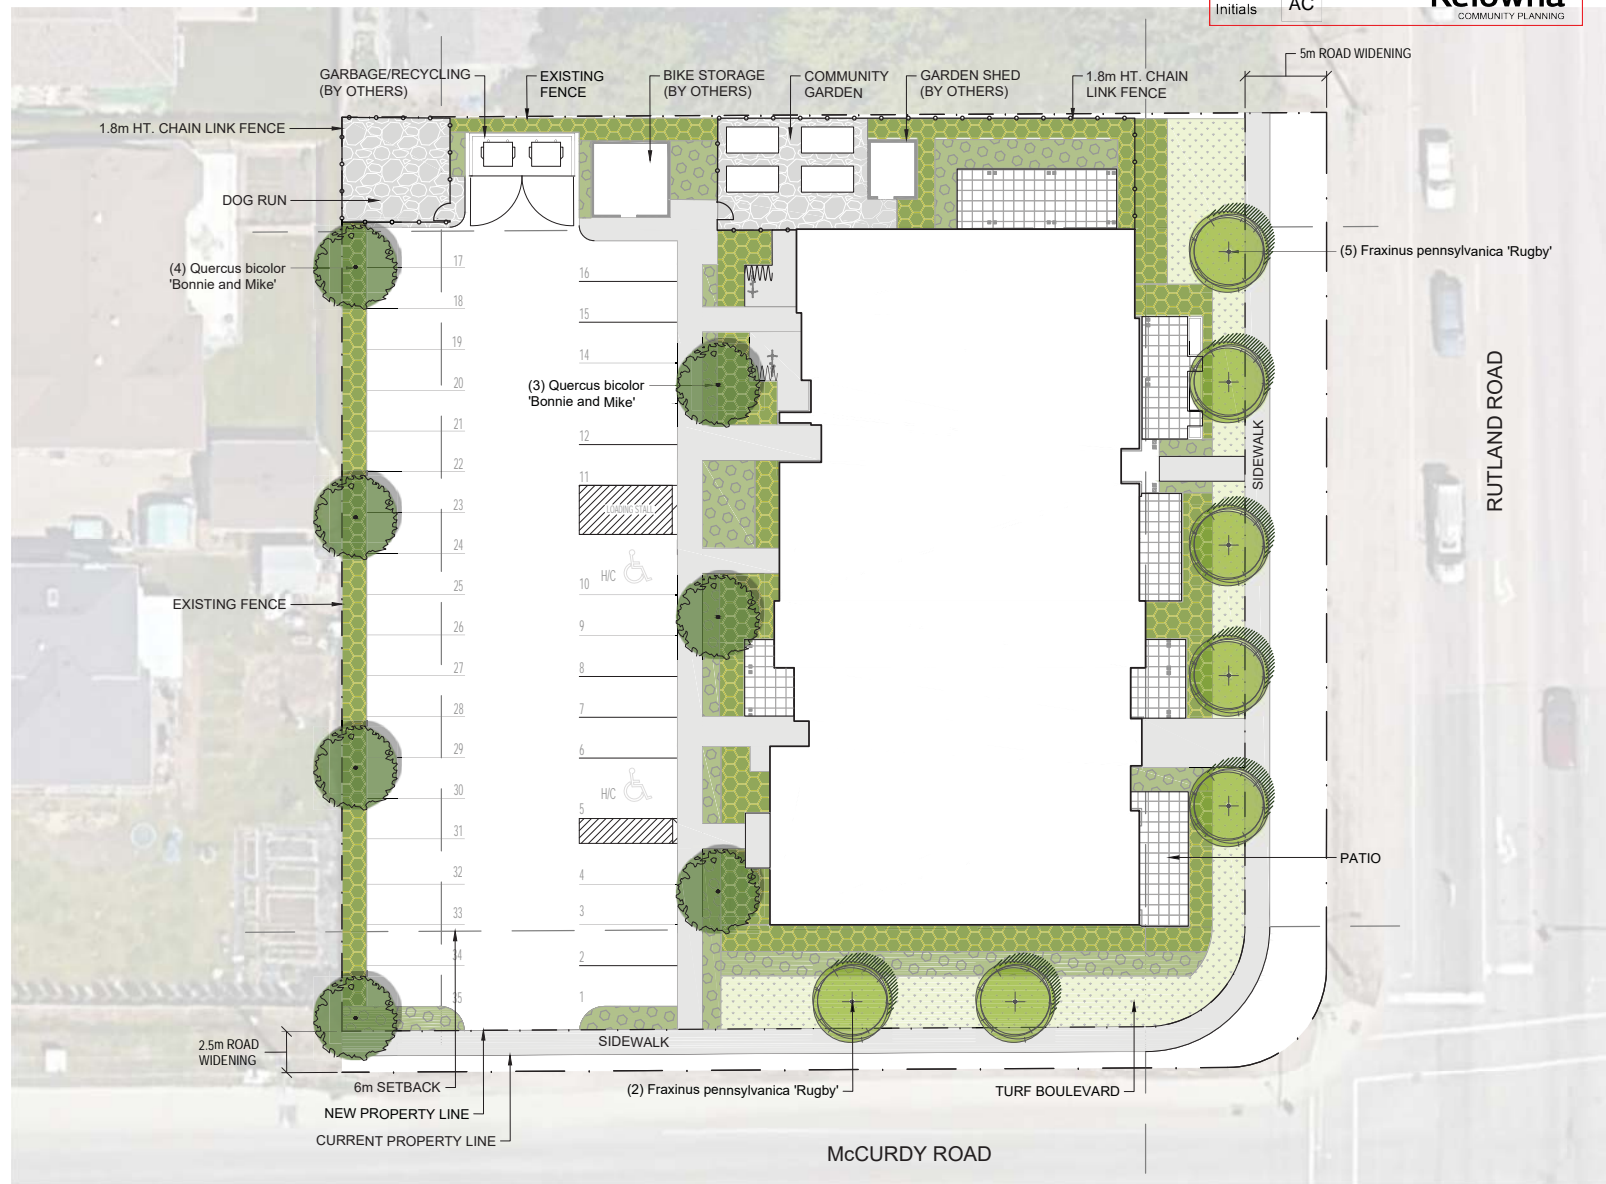 Initials
AC
Kelowna
COMMUNITY PLANNING
5m ROAD WIDENING
GARBAGE/RECYCLING
(BY OTHERS)
EXISTING
FENCE
BIKE STORAGE
(BY OTHERS)
COMMUNITY
GARDEN
GARDEN SHED
(BY OTHERS)
1.8m HT. CHAIN
LINK FENCE
1.8m HT. CHAIN LINK FENCE
DOG RUN
(4) Quercus bicolor
'Bonnie and Mike'
(5) Fraxinus pennsylvanica 'Rugby'
17
18
19
20
21
22
23
24
25
26
27
28
29
30
31
32
33
34
35
16
15
14
12
11
LOADING STALL
H/C
10
9
8
7
6
H/C
5
4
3
2
1
(3) Quercus bicolor
'Bonnie and Mike'
EXISTING FENCE
SIDEWALK
RUTLAND ROAD
PATIO
SIDEWALK
2.5m ROAD
WIDENING
6m SETBACK
NEW PROPERTY LINE
CURRENT PROPERTY LINE
(2) Fraxinus pennsylvanica 'Rugby'
TURF BOULEVARD
McCURDY ROAD